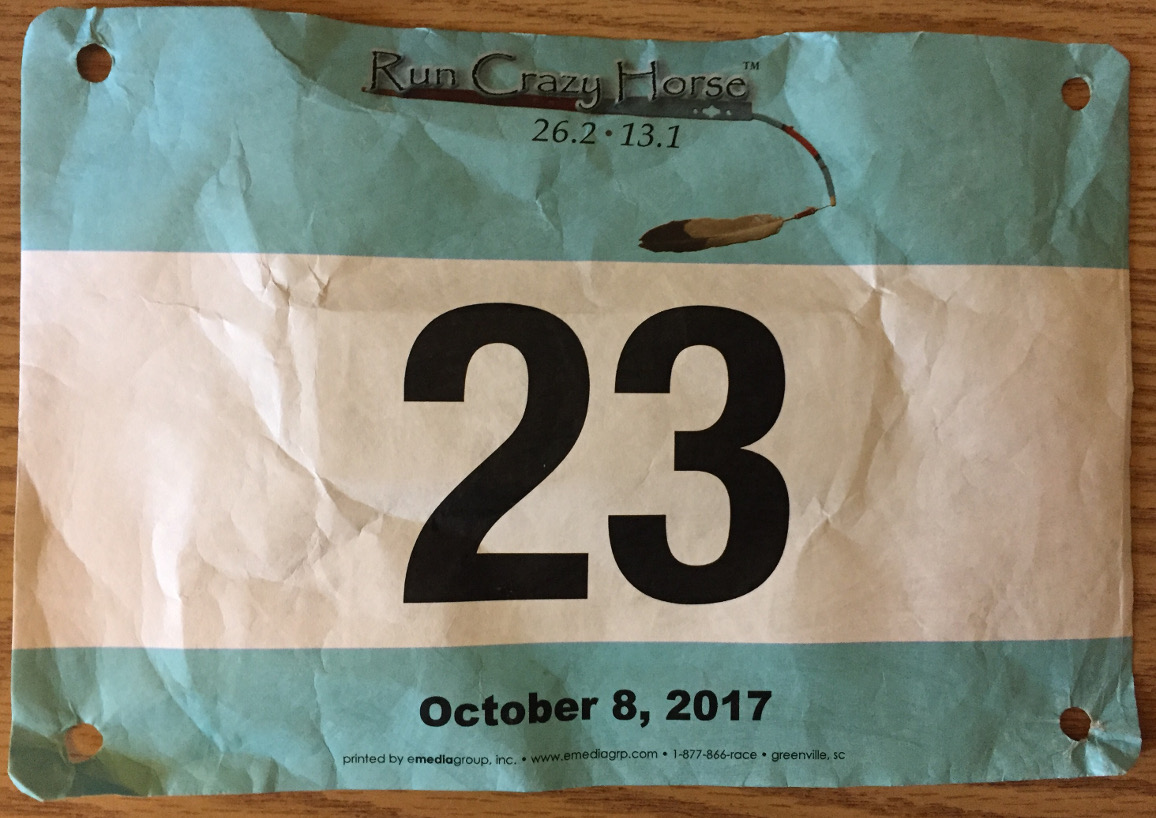 Run Crazy Horse™
26.2 • 13.1
23
October 8, 2017
printed by emediagroup, inc. • www.emediagrp.com • 1-877-866-race • greenville, sc